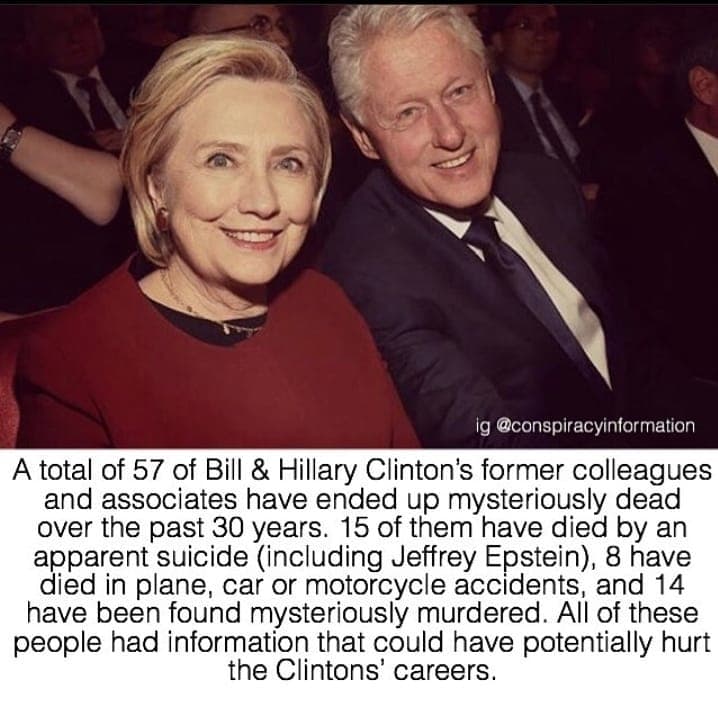 ig @conspiracyinformation
A total of 57 of Bill & Hillary Clinton's former colleagues
and associates have ended up mysteriously dead
over the past 30 years. 15 of them have died by an
apparent suicide (including Jeffrey Epstein), 8 have
died in plane, car or motorcycle accidents, and 14
have been found mysteriously murdered. All of these
people had information that could have potentially hurt
the Clintons' careers.